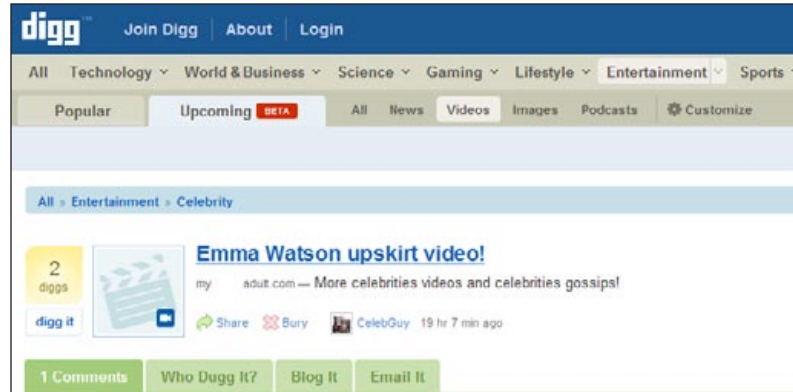 digg Join Digg About Login
All Technology World & Business Science Gaming Lifestyle Entertainment Sports
Popular Upcoming BETA All News Videos Images Podcasts Customize
All » Entertainment » Celebrity
2
diggs
digg it
Emma Watson upskirt video!
my adult.com — More celebrities videos and celebrities gossips!
Share Bury CelebGuy 19 hr 7 min ago
1 Comments Who Dugg It? Blog It Email It